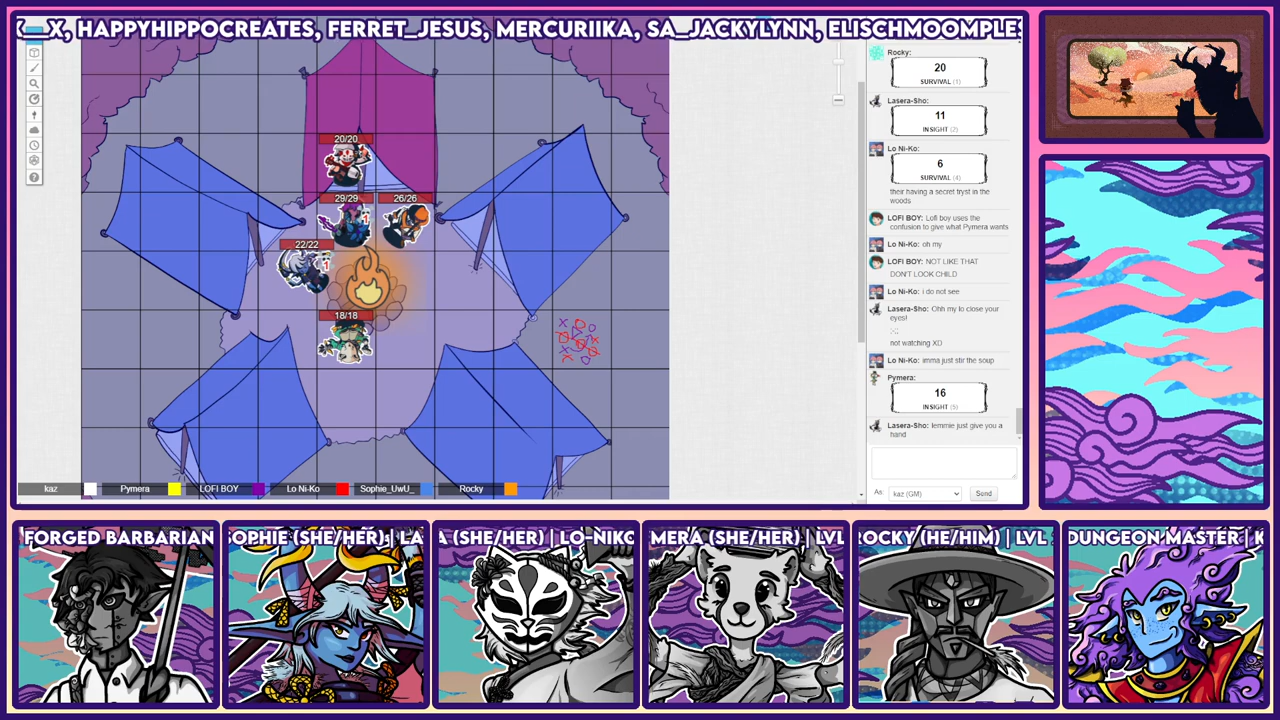 X, HAPPYHIPPOCREATES, FERRET_JESUS, MERCURIIKA, SA_JACKYLYNN, ELISCHMOOMPLES
20/20
29/29
26/26
22/22
18/18
kaz
Pymera
LOFI BOY
Lo Ni-Ko
Sophie_UwU_
Rocky
Rocky:
20
SURVIVAL (1)
Lasera-Sho:
11
INSIGHT (2)
Lo Ni-Ko:
6
SURVIVAL (4)
their having a secret tryst in the
woods
LOFI BOY: Lofi boy uses the
confusion to give what Pymera wants
Lo Ni-Ko: oh my
LOFI BOY: NOT LIKE THAT
DON'T LOOK CHILD
Lo Ni-Ko: i do not see
Lasera-Sho: Ohh my lo close your
eyes!
:-;
not watching XD
Lo Ni-Ko: imma just stir the soup
Pymera:
16
INSIGHT (5)
Lasera-Sho: lemmie just give you a
hand
As:
kaz (GM)
Send
FORGED BARBARIAN
SOPHIE (SHE/HER) | LA
A (SHE/HER) | LO-NIKO
MERA (SHE/HER) | LVL
ROCKY (HE/HIM) | LVL
DUNGEON MASTER | K